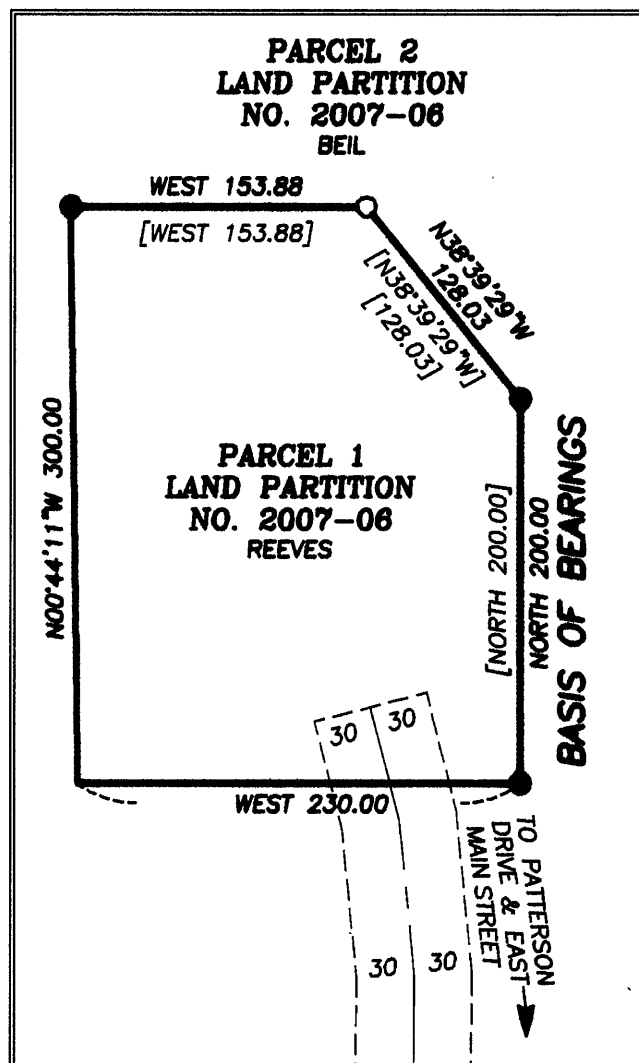 PARCEL 2
LAND PARTITION
NO. 2007-06
BEIL
WEST 153.88
[WEST 153.88]
N38°39'29"W
128.03
[N38°39'29"W]
[128.03]
N00°44'11"W 300.00
PARCEL 1
LAND PARTITION
NO. 2007-06
REEVES
[NORTH 200.00]
NORTH 200.00
BASIS OF BEARINGS
30 30
WEST 230.00
TO PATTERSON
DRIVE & EAST
MAIN STREET
30 30